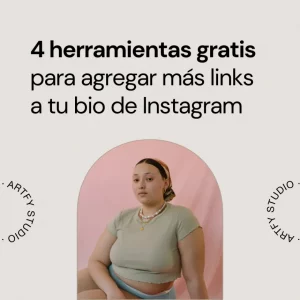 4 herramientas gratis
para agregar más links
a tu bio de Instagram
· ARTFY STUDIO ·
· ARTFY STUDIO ·